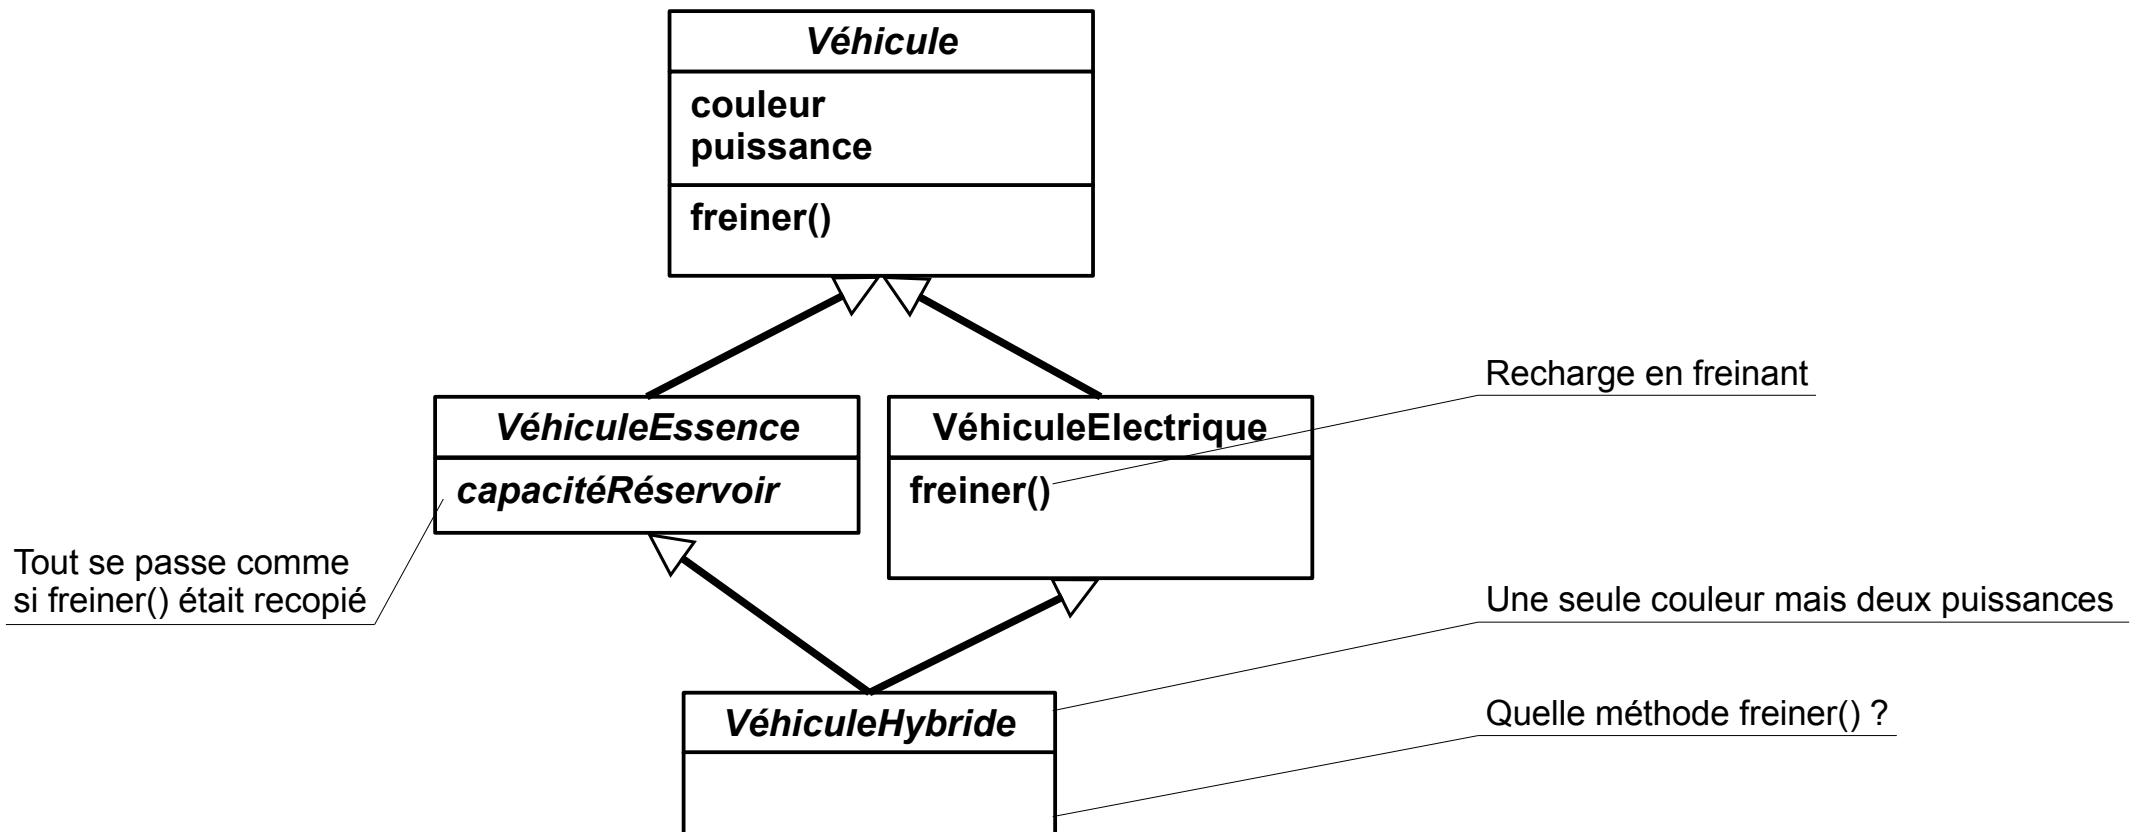 Véhicule
couleur
puissance
freiner()
Recharge en freinant
VéhiculeEssence
VéhiculeElectrique
capacitéRéservoir
freiner()
Tout se passe comme
si freiner() était recopié
Une seule couleur mais deux puissances
VéhiculeHybride
Quelle méthode freiner() ?